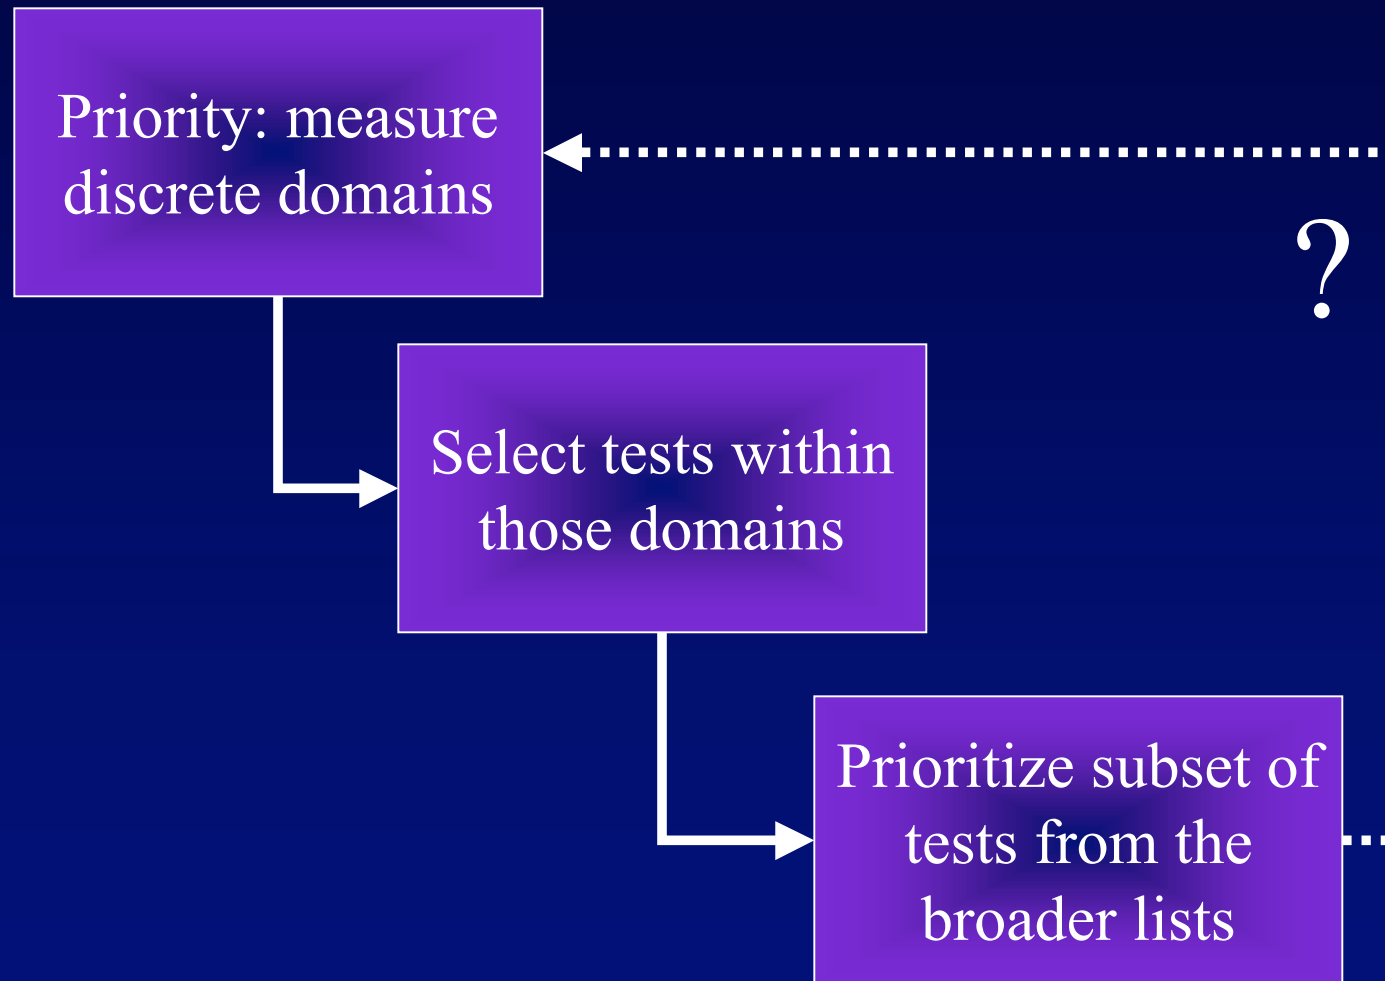 Priority: measure
discrete domains
?
Select tests within
those domains
Prioritize subset of
tests from the
broader lists